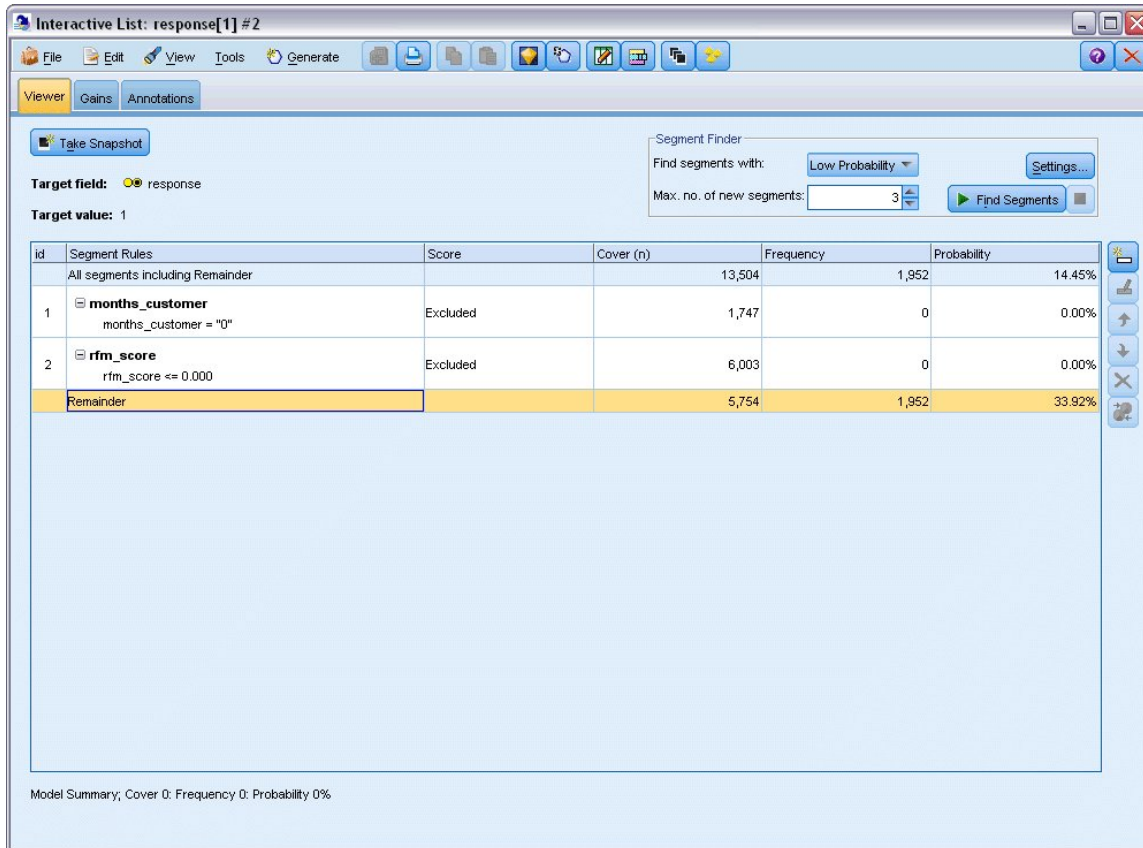 Interactive List: response[1] #2
File Edit View Tools Generate
Viewer Gains Annotations
Take Snapshot
Segment Finder
Find segments with: Low Probability Settings...
Target field: response
Max. no. of new segments: 3 Find Segments
Target value: 1
id Segment Rules Score Cover (n) Frequency Probability
All segments including Remainder 13,504 1,952 14.45%
1 months_customer Excluded 1,747 0 0.00%
months_customer = "0"
2 rfm_score Excluded 6,003 0 0.00%
rfm_score <= 0.000
Remainder 5,754 1,952 33.92%
Model Summary; Cover 0: Frequency 0: Probability 0%